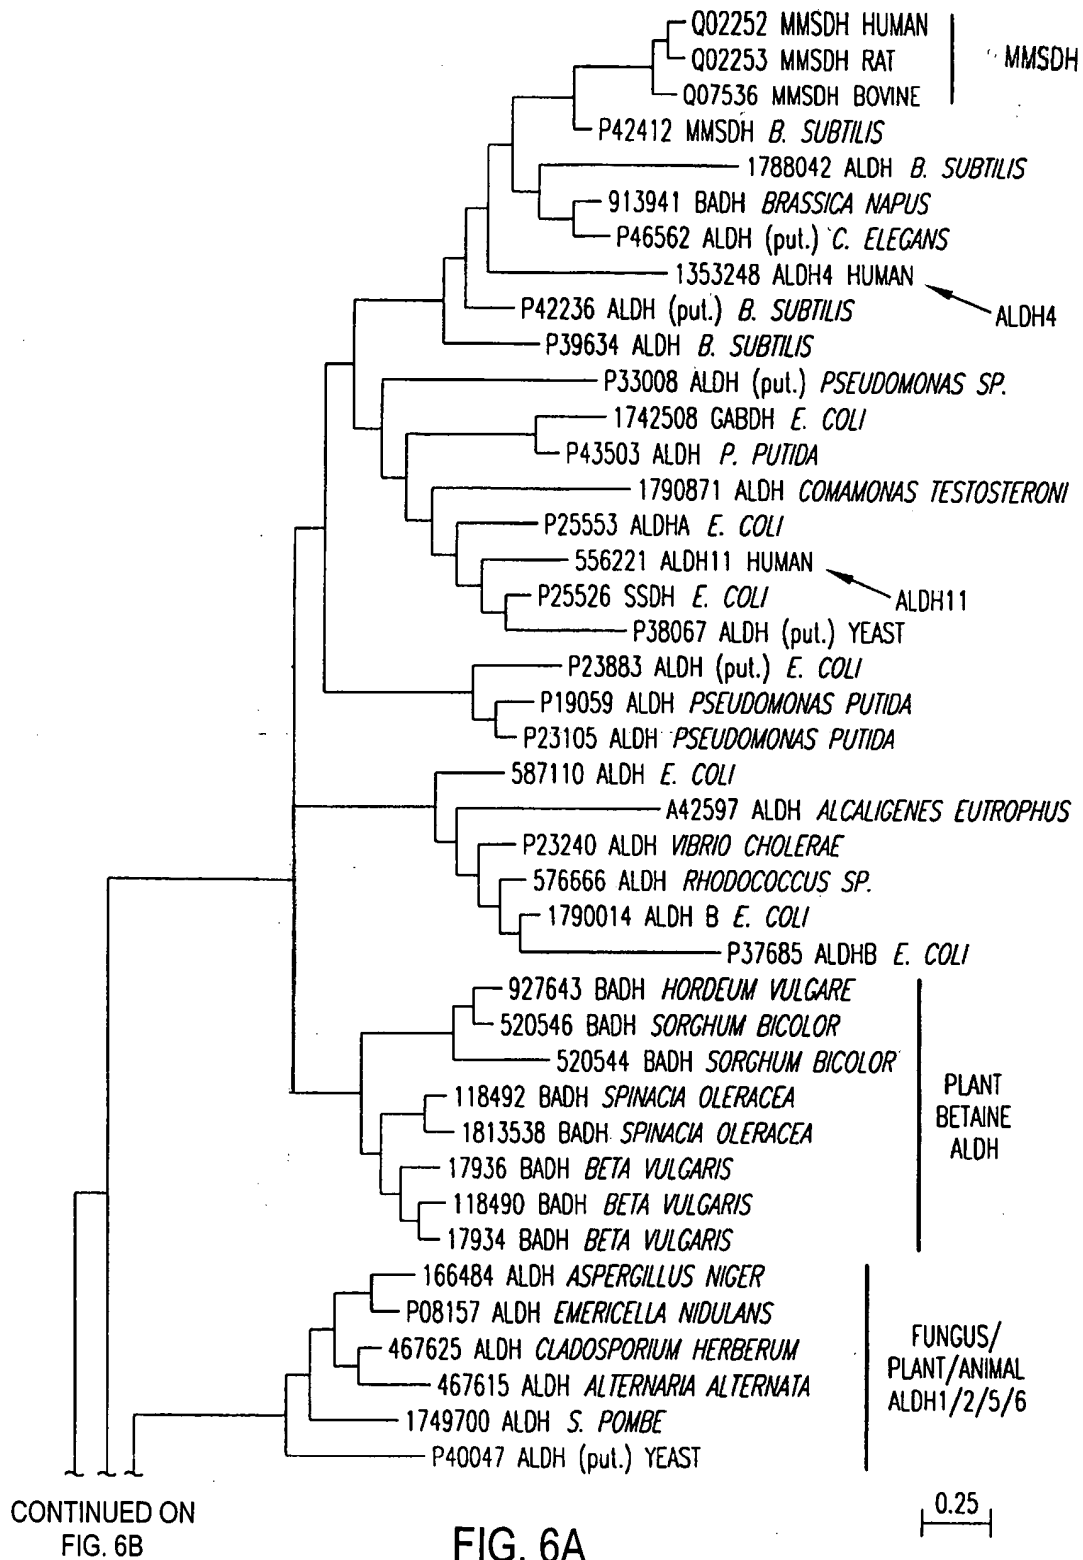 Q02252 MMSDH HUMAN
Q02253 MMSDH RAT
MMSDH
Q07536 MMSDH BOVINE
P42412 MMSDH B. SUBTILIS
1788042 ALDH B. SUBTILIS
913941 BADH BRASSICA NAPUS
P46562 ALDH (put.) C. ELEGANS
1353248 ALDH4 HUMAN
ALDH4
P42236 ALDH (put.) B. SUBTILIS
P39634 ALDH B. SUBTILIS
P33008 ALDH (put.) PSEUDOMONAS SP.
1742508 GABDH E. COLI
P43503 ALDH P. PUTIDA
1790871 ALDH COMAMONAS TESTOSTERONI
P25553 ALDHA E. COLI
556221 ALDH11 HUMAN
ALDH11
P25526 SSDH E. COLI
P38067 ALDH (put.) YEAST
P23883 ALDH (put.) E. COLI
P19059 ALDH PSEUDOMONAS PUTIDA
P23105 ALDH PSEUDOMONAS PUTIDA
587110 ALDH E. COLI
A42597 ALDH ALCALIGENES EUTROPHUS
P23240 ALDH VIBRIO CHOLERAE
576666 ALDH RHODOCOCCUS SP.
1790014 ALDH B E. COLI
P37685 ALDHB E. COLI
927643 BADH HORDEUM VULGARE
520546 BADH SORGHUM BICOLOR
520544 BADH SORGHUM BICOLOR
118492 BADH SPINACIA OLERACEA
1813538 BADH SPINACIA OLERACEA
17936 BADH BETA VULGARIS
118490 BADH BETA VULGARIS
17934 BADH BETA VULGARIS
PLANT
BETAINE
ALDH
166484 ALDH ASPERGILLUS NIGER
P08157 ALDH EMERICELLA NIDULANS
467625 ALDH CLADOSPORIUM HERBERUM
467615 ALDH ALTERNARIA ALTERNATA
1749700 ALDH S. POMBE
P40047 ALDH (put.) YEAST
FUNGUS/
PLANT/ANIMAL
ALDH1/2/5/6
CONTINUED ON
FIG. 6B
0.25
FIG. 6A